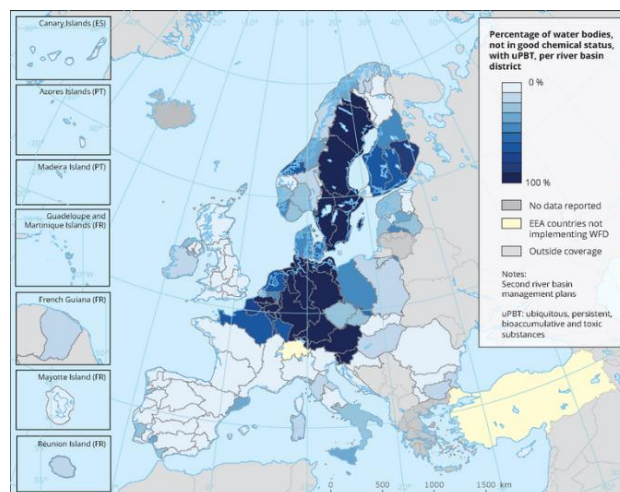 Canary Islands (ES)
Azores Islands (PT)
Madeira Island (PT)
Guadeloupe and
Martinique Islands (FR)
French Guiana (FR)
Mayotte Island (FR)
Réunion Island (FR)
Percentage of water bodies,
not in good chemical status,
with uPBT, per river basin
district
0 %
100 %
No data reported
EEA countries not
implementing WFD
Outside coverage
Notes:
Second river basin
management plans
uPBT: ubiquitous, persistent,
bioaccumulative and toxic
substances
0 500 1000 1500 km